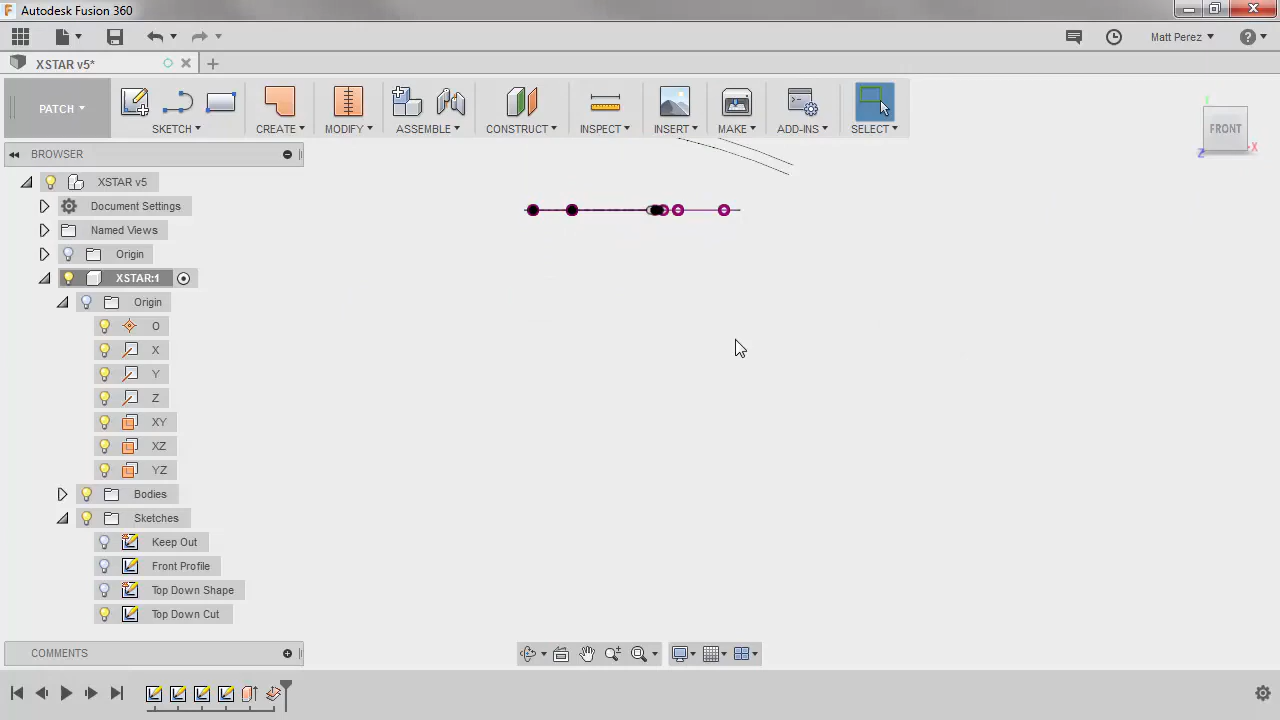 Autodesk Fusion 360
Matt Perez
XSTAR v5*
PATCH
SKETCH
CREATE
MODIFY
ASSEMBLE
CONSTRUCT
INSPECT
INSERT
MAKE
ADD-INS
SELECT
FRONT
Y
X
Z
BROWSER
XSTAR v5
Document Settings
Named Views
Origin
XSTAR:1
Origin
O
X
Y
Z
XY
XZ
YZ
Bodies
Sketches
Keep Out
Front Profile
Top Down Shape
Top Down Cut
COMMENTS